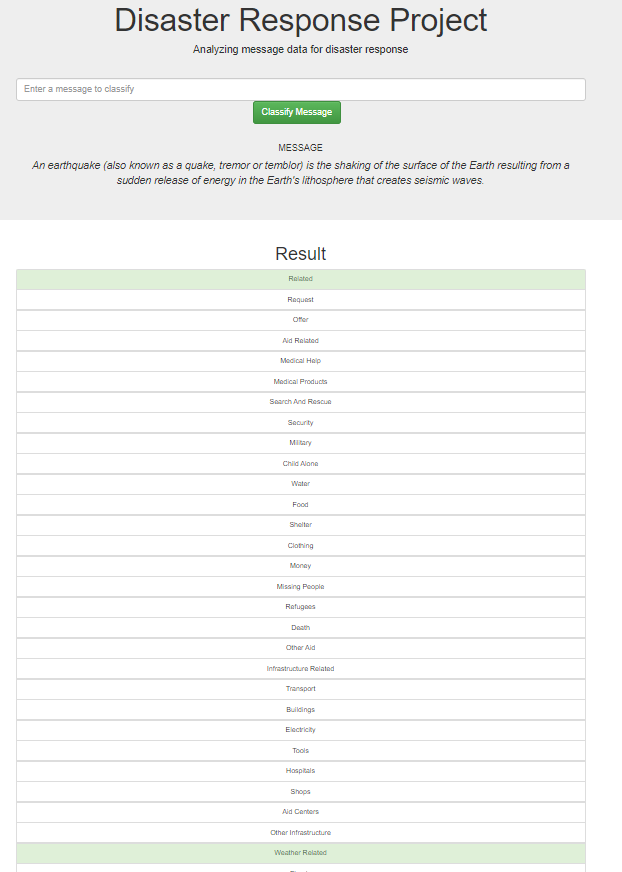 Disaster Response Project
Analyzing message data for disaster response
Enter a message to classify
Classify Message
MESSAGE
An earthquake (also known as a quake, tremor or temblor) is the shaking of the surface of the Earth resulting from a
sudden release of energy in the Earth's lithosphere that creates seismic waves.
Result
Related
Request
Offer
Aid Related
Medical Help
Medical Products
Search And Rescue
Security
Military
Child Alone
Water
Food
Shelter
Clothing
Money
Missing People
Refugees
Death
Other Aid
Infrastructure Related
Transport
Buildings
Electricity
Tools
Hospitals
Shops
Aid Centers
Other Infrastructure
Weather Related